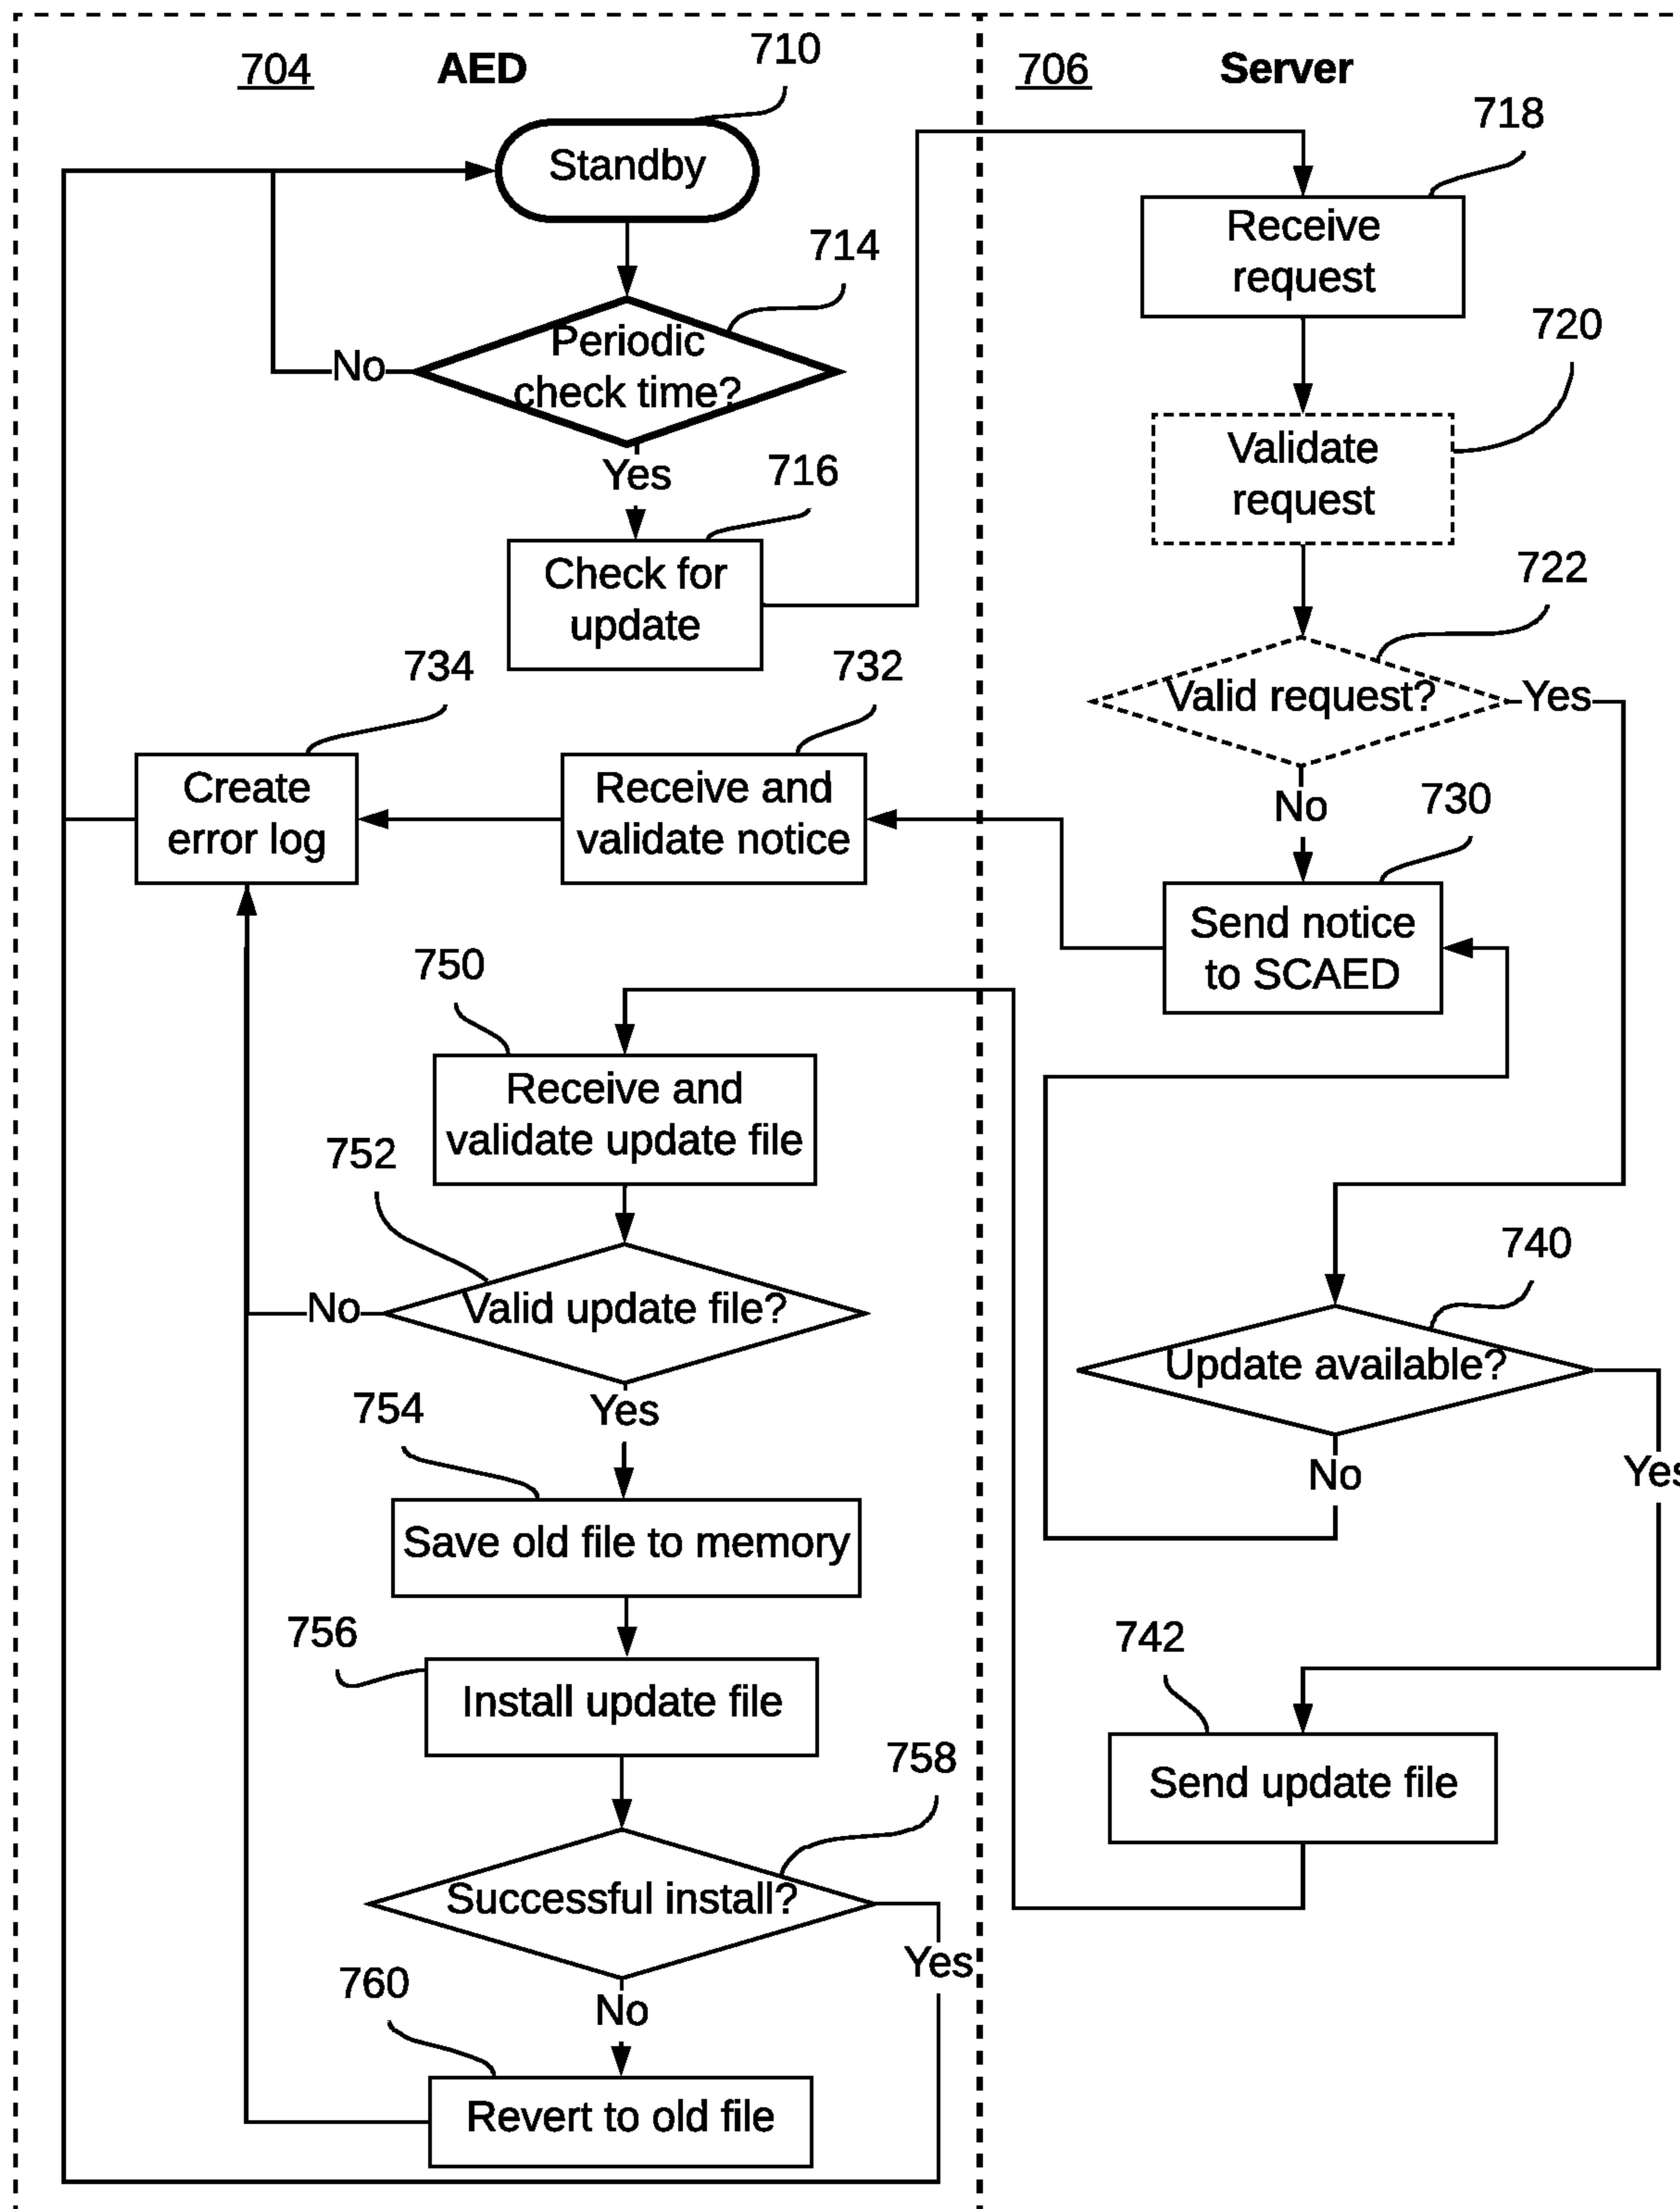 704 AED
710
Standby
714
Periodic
check time?
No
Yes
716
Check for
update
734
732
Create
error log
Receive and
validate notice
750
Receive and
validate update file
752
Valid update file?
No
Yes
754
Save old file to memory
756
Install update file
758
Successful install?
Yes
No
760
Revert to old file
706 Server
718
Receive
request
720
Validate
request
722
Valid request?
Yes
No
730
Send notice
to SCAED
740
Update available?
No
Yes
742
Send update file